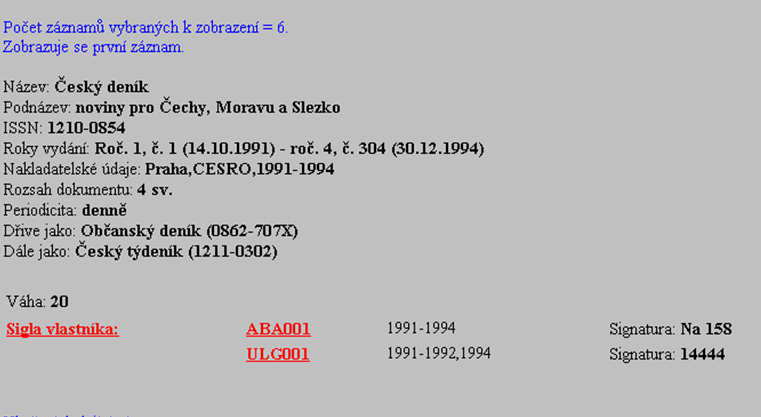 Počet záznamů vybraných k zobrazení = 6.
Zobrazuje se první záznam.
Název: Český deník
Podnázev: noviny pro Čechy, Moravu a Slezko
ISSN: 1210-0854
Roky vydání: Roč. 1, č. 1 (14.10.1991) - roč. 4, č. 304 (30.12.1994)
Nakladatelské údaje: Praha,CESRO,1991-1994
Rozsah dokumentu: 4 sv.
Periodicita: denně
Dříve jako: Občanský deník (0862-707X)
Dále jako: Český týdeník (1211-0302)
Váha: 20
Sigla vlastníka: ABA001 1991-1994 Signatura: Na 158
ULG001 1991-1992,1994 Signatura: 14444